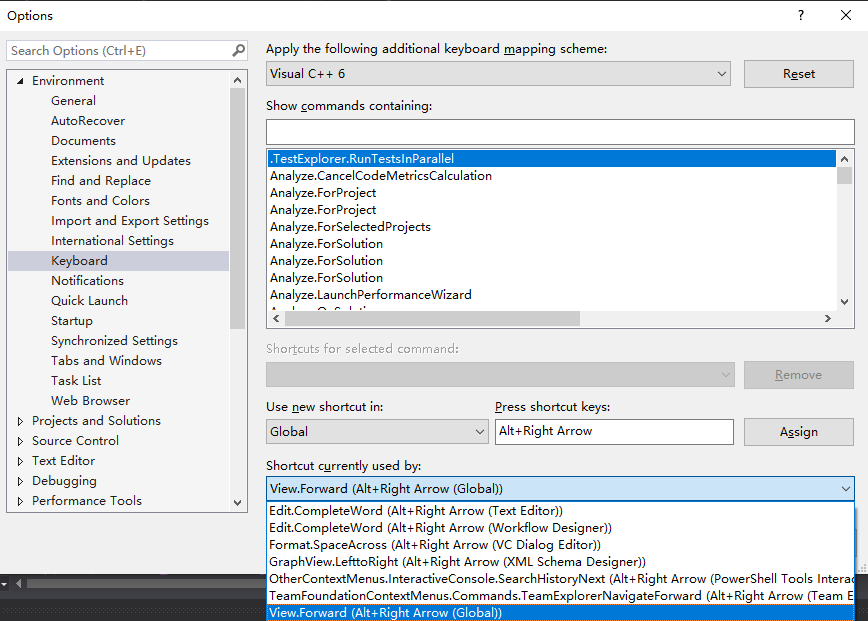 Options
?
Search Options (Ctrl+E)
Environment
General
AutoRecover
Documents
Extensions and Updates
Find and Replace
Fonts and Colors
Import and Export Settings
International Settings
Keyboard
Notifications
Quick Launch
Startup
Synchronized Settings
Tabs and Windows
Task List
Web Browser
Projects and Solutions
Source Control
Text Editor
Debugging
Performance Tools
Apply the following additional keyboard mapping scheme:
Visual C++ 6
Reset
Show commands containing:
.TestExplorer.RunTestsInParallel
Analyze.CancelCodeMetricsCalculation
Analyze.ForProject
Analyze.ForProject
Analyze.ForSelectedProjects
Analyze.ForSolution
Analyze.ForSolution
Analyze.ForSolution
Analyze.LaunchPerformanceWizard
Shortcuts for selected command:
Remove
Use new shortcut in:
Press shortcut keys:
Global
Alt+Right Arrow
Assign
Shortcut currently used by:
View.Forward (Alt+Right Arrow (Global))
Edit.CompleteWord (Alt+Right Arrow (Text Editor))
Edit.CompleteWord (Alt+Right Arrow (Workflow Designer))
Format.SpaceAcross (Alt+Right Arrow (VC Dialog Editor))
GraphView.LefttoRight (Alt+Right Arrow (XML Schema Designer))
OtherContextMenus.InteractiveConsole.SearchHistoryNext (Alt+Right Arrow (PowerShell Tools Interac
TeamFoundationContextMenus.Commands.TeamExplorerNavigateForward (Alt+Right Arrow (Team E
View.Forward (Alt+Right Arrow (Global))